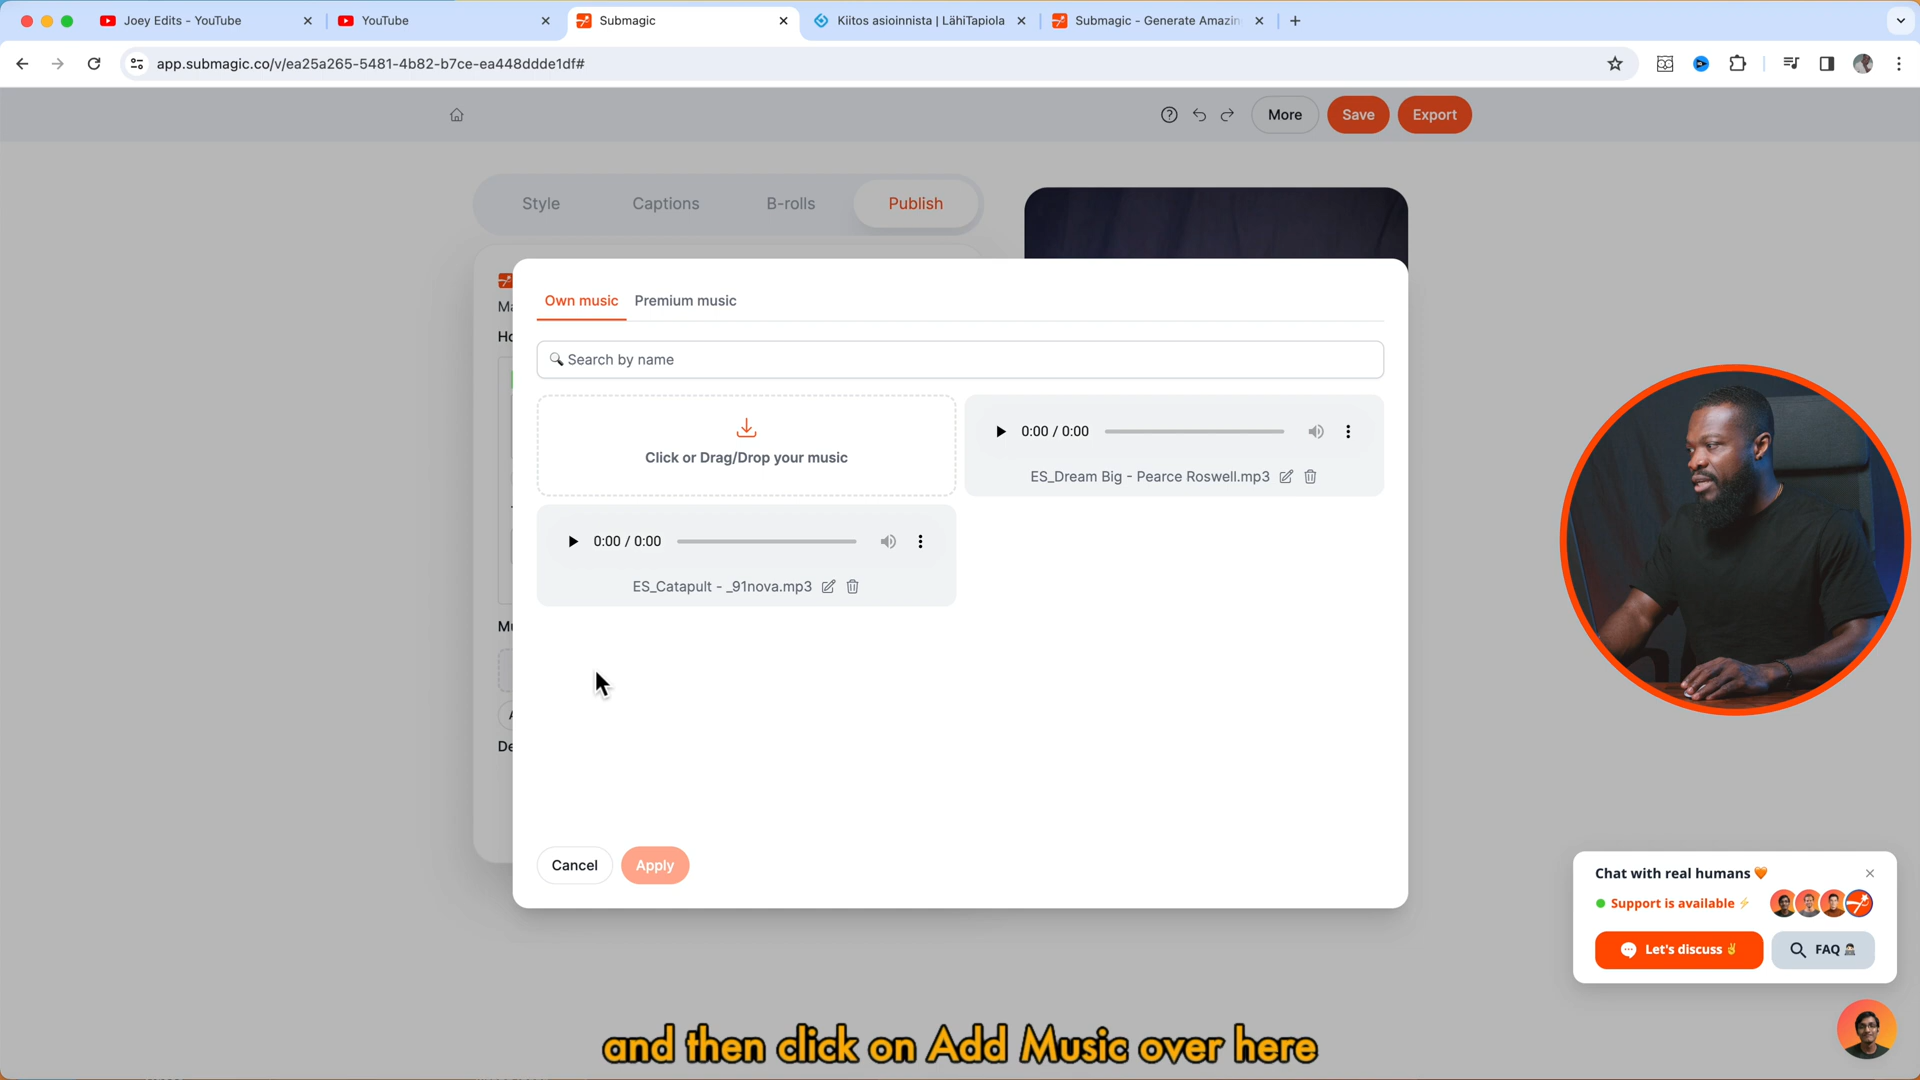 Joey Edits - YouTube
YouTube
Submagic
Kiitos asioinnista | LähiTapiola
Submagic - Generate Amazin
app.submagic.co/v/ea25a265-5481-4b82-b7ce-ea448ddde1df#
More
Save
Export
Style
Captions
B-rolls
Publish
Own music
Premium music
Search by name
Click or Drag/Drop your music
0:00 / 0:00
ES_Dream Big - Pearce Roswell.mp3
0:00 / 0:00
ES_Catapult - _91nova.mp3
Cancel
Apply
Chat with real humans 🧡
Support is available ⚡
Let's discuss ✌
FAQ
and then click on Add Music over here